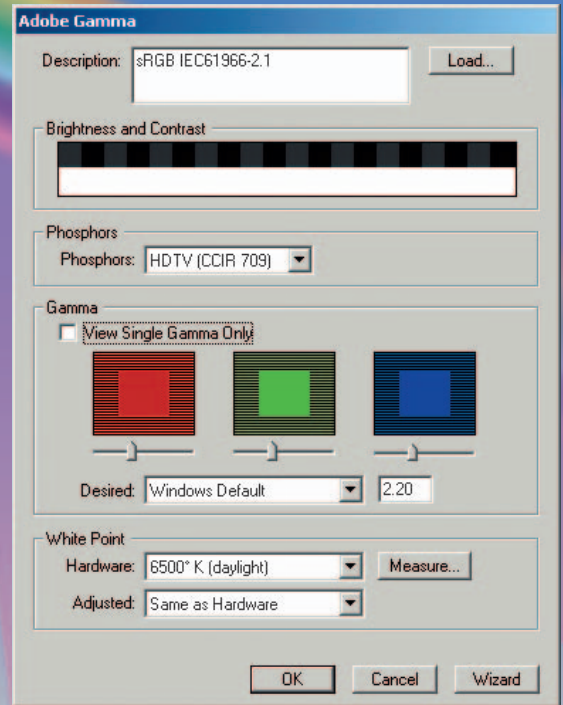 Adobe Gamma
Description: sRGB IEC61966-2.1 Load...
Brightness and Contrast
Phosphors
Phosphors: HDTV (CCIR 709)
Gamma
View Single Gamma Only
Desired: Windows Default 2.20
White Point
Hardware: 6500° K (daylight) Measure...
Adjusted: Same as Hardware
OK Cancel Wizard